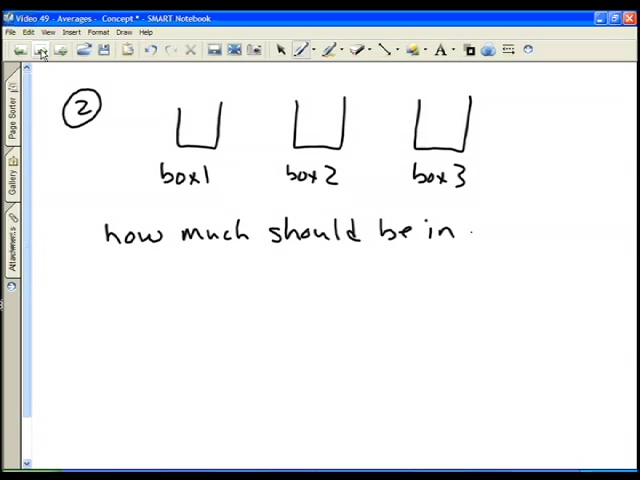 Video 49 - Averages - Concept * - SMART Notebook
File Edit View Insert Format Draw Help
Page Sorter
Gallery
Attachments
2
box1 box2 box3
how much should be in